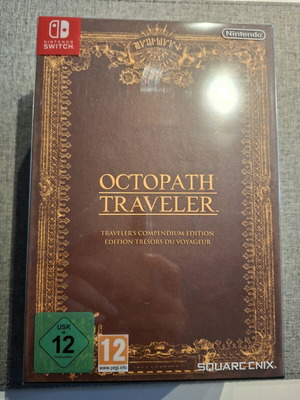 NINTENDO
SWITCH
Nintendo
OCTOPATH
TRAVELER
TRAVELER'S COMPENDIUM EDITION
ÉDITION TRÉSORS DU VOYAGEUR
USK
12
12
www.pegi.info
SQUARE ENIX